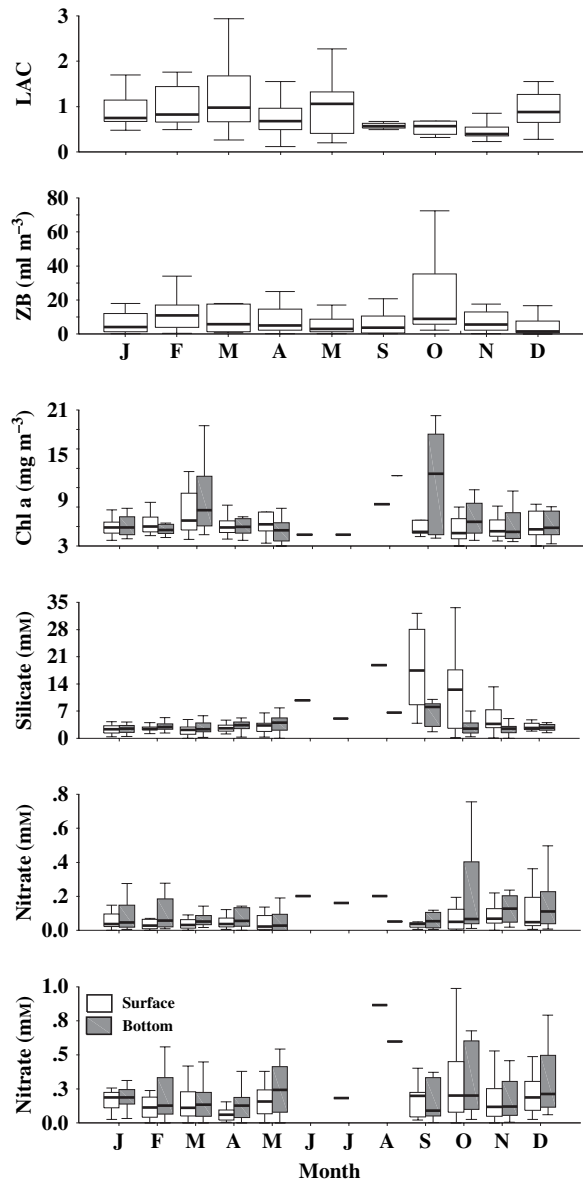 LAC
3
2
1
0
ZB (ml m⁻³)
80
60
40
20
0
J F M A M S O N D
Chl a (mg m⁻³)
21
15
9
3
Silicate (mM)
35
28
21
14
7
0
Nitrate (mM)
.8
.6
.4
.2
0.0
Nitrate (mM)
1.0
.8
.5
.3
0.0
Surface
Bottom
J F M A M J J A S O N D
Month